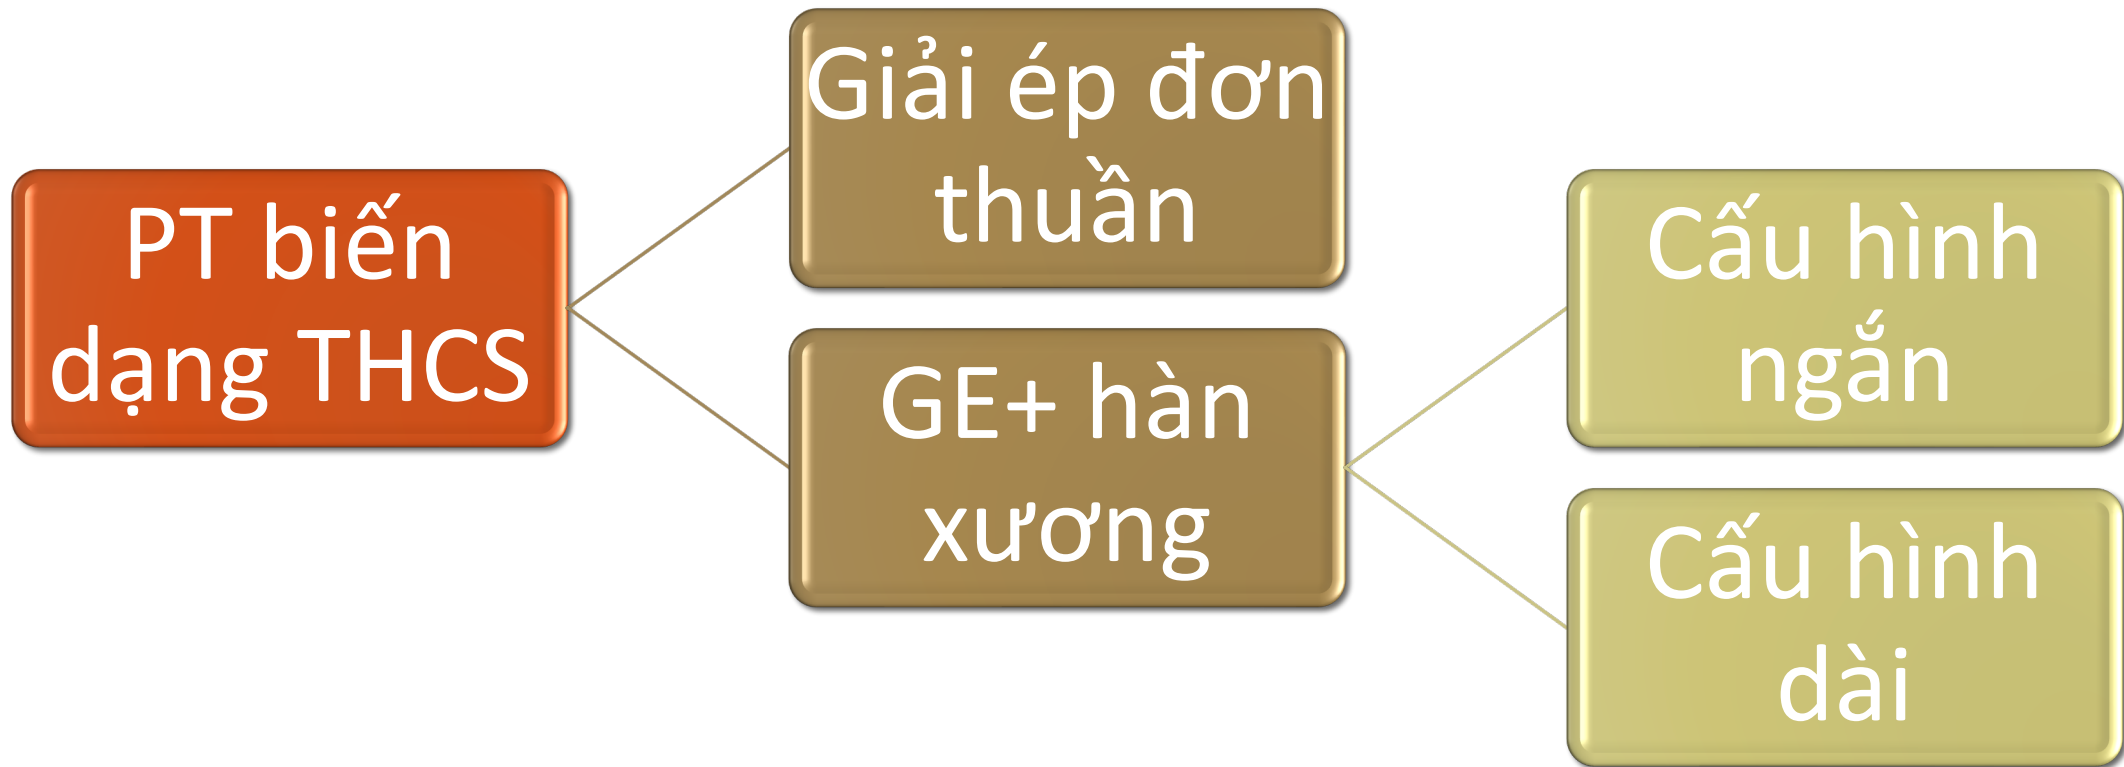 PT biến
dạng THCS
Giải ép đơn
thuần
GE+ hàn
xương
Cấu hình
ngắn
Cấu hình
dài